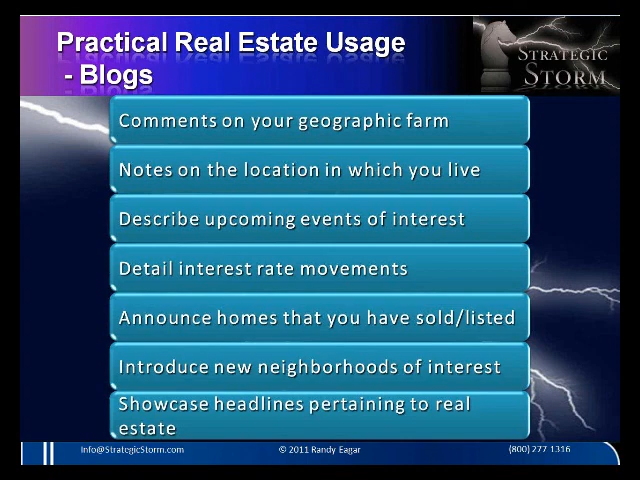 Practical Real Estate Usage
- Blogs
STRATEGIC
STORM
Comments on your geographic farm
Notes on the location in which you live
Describe upcoming events of interest
Detail interest rate movements
Announce homes that you have sold/listed
Introduce new neighborhoods of interest
Showcase headlines pertaining to real
estate
Info@StrategicStorm.com
© 2011 Randy Eagar
(800) 277 1316